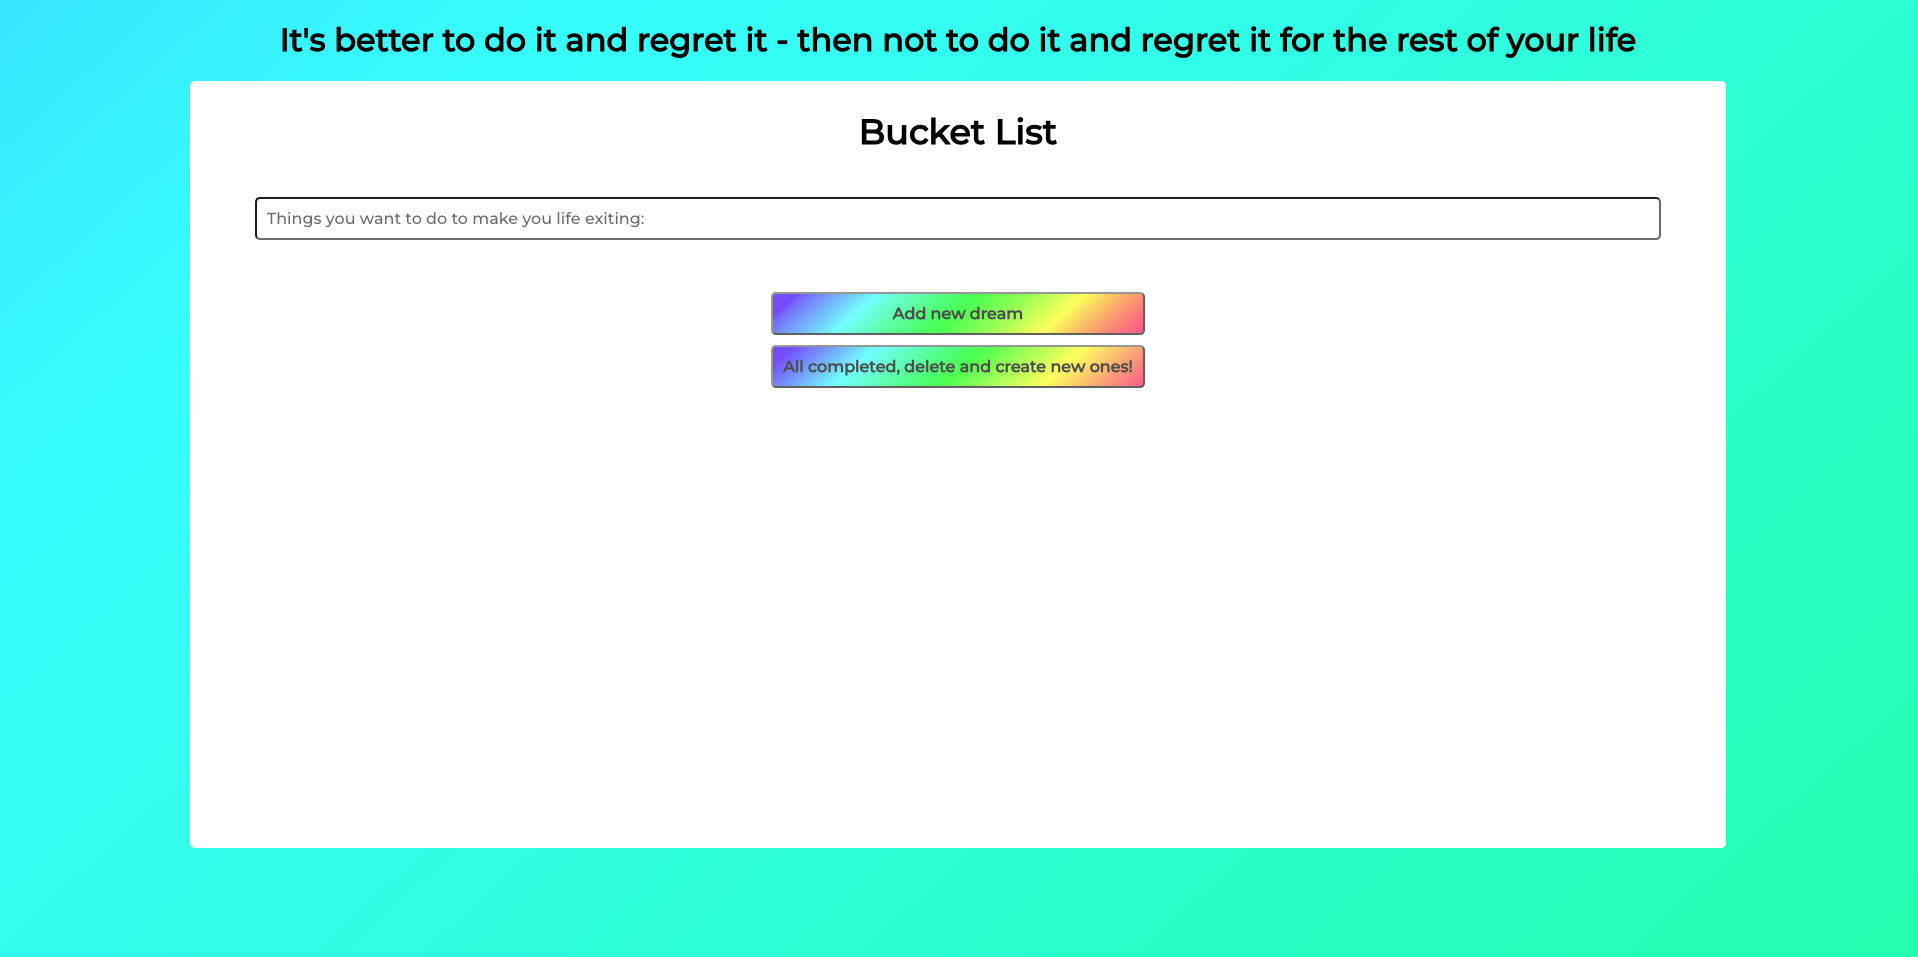 It's better to do it and regret it - then not to do it and regret it for the rest of your life
Bucket List
Things you want to do to make you life exiting:
Add new dream
All completed, delete and create new ones!